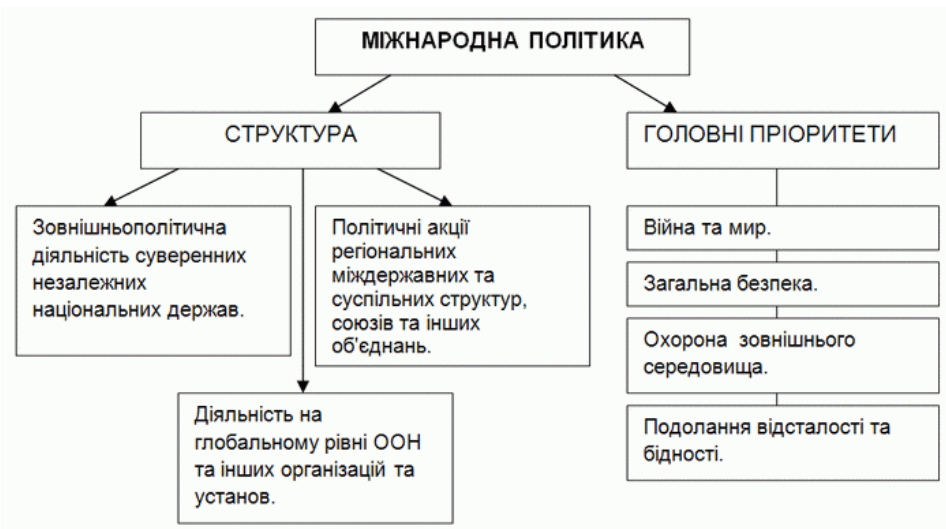 МІЖНАРОДНА ПОЛІТИКА
СТРУКТУРА
ГОЛОВНІ ПРІОРИТЕТИ
Зовнішньополітична
діяльність суверенних
незалежних
національних держав.
Політичні акції
регіональних
міждержавних та
суспільних структур,
союзів та інших
об'єднань.
Діяльність на
глобальному рівні ООН
та інших організацій та
установ.
Війна та мир.
Загальна безпека.
Охорона зовнішнього
середовища.
Подолання відсталості та
бідності.